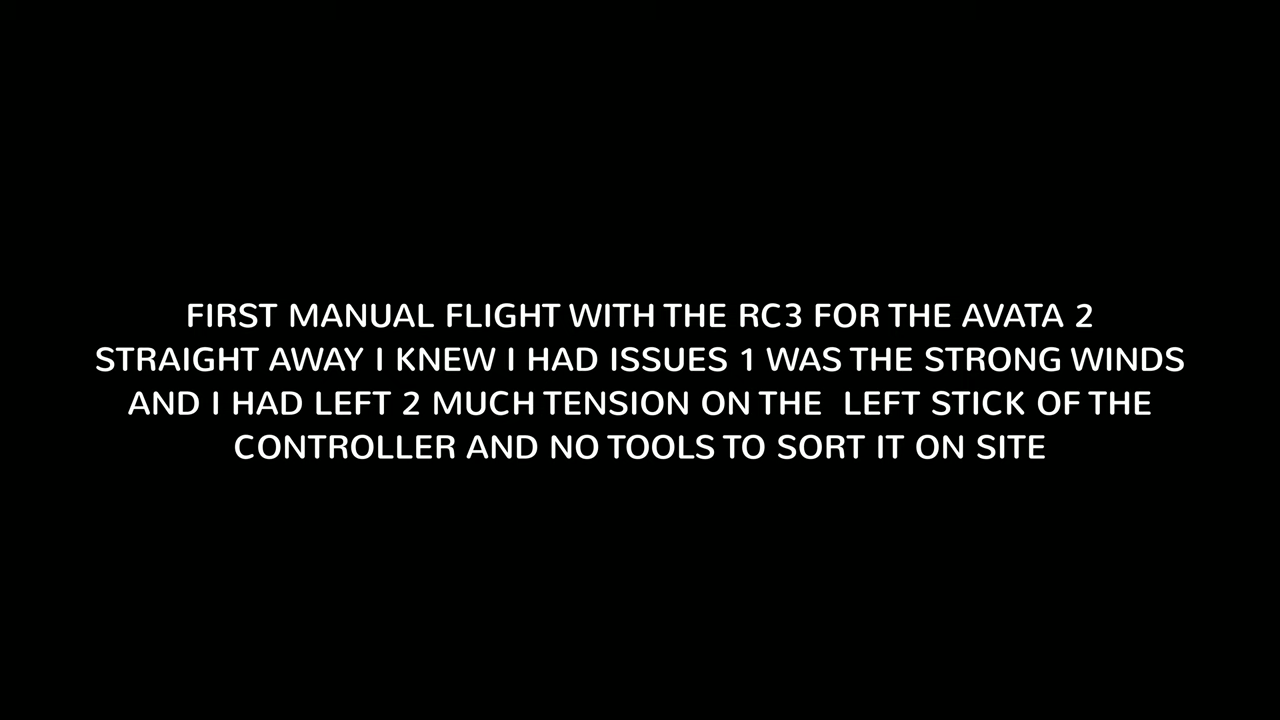 FIRST MANUAL FLIGHT WITH THE RC3 FOR THE AVATA 2
STRAIGHT AWAY I KNEW I HAD ISSUES 1 WAS THE STRONG WINDS
AND I HAD LEFT 2 MUCH TENSION ON THE  LEFT STICK OF THE
CONTROLLER AND NO TOOLS TO SORT IT ON SITE